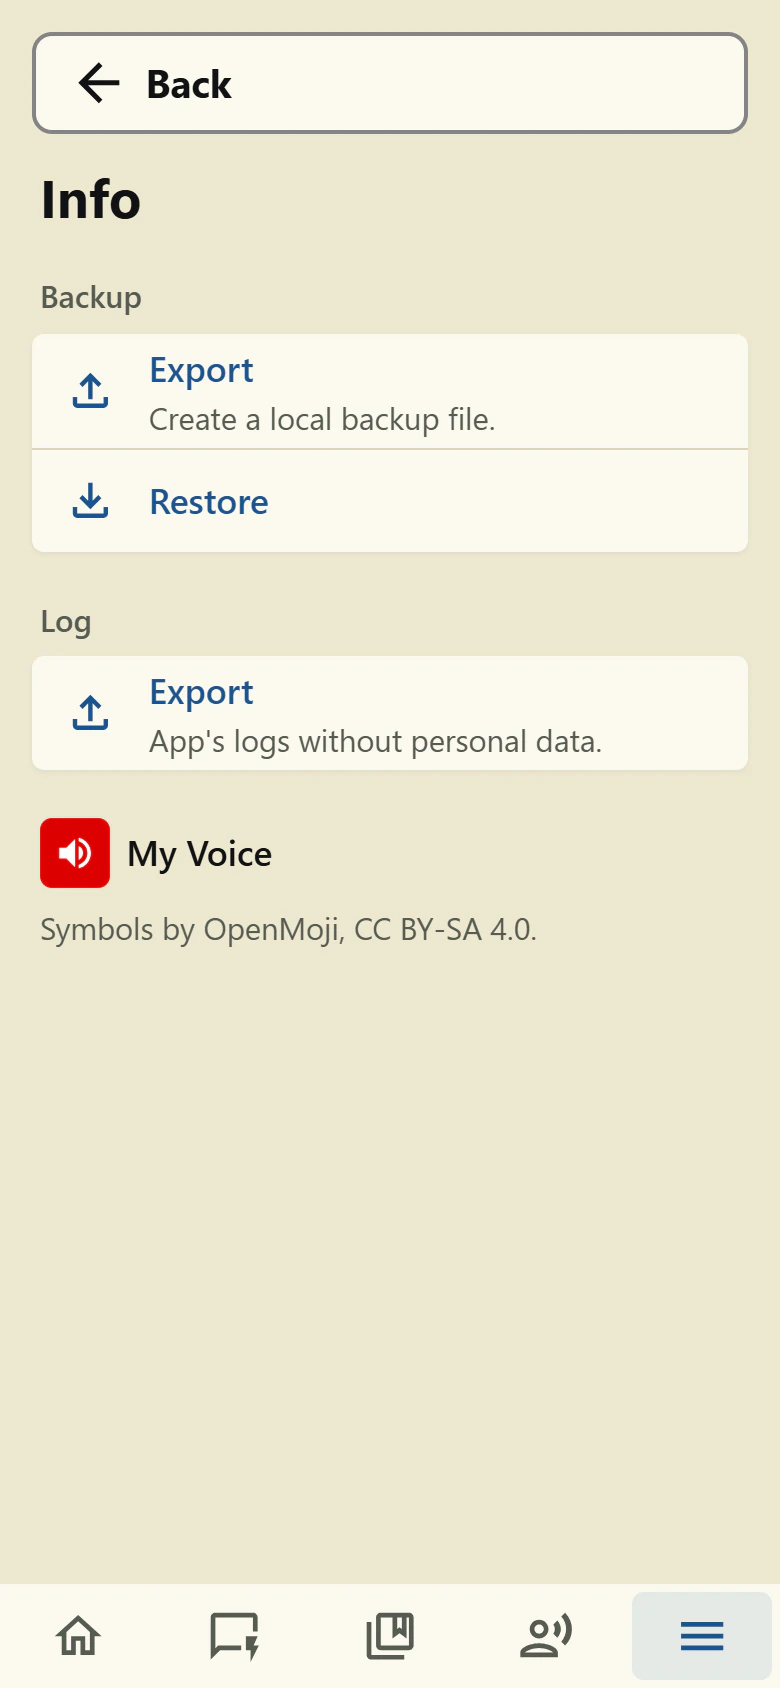 Back
Info
Backup
Export
Create a local backup file.
Restore
Log
Export
App's logs without personal data.
My Voice
Symbols by OpenMoji, CC BY-SA 4.0.